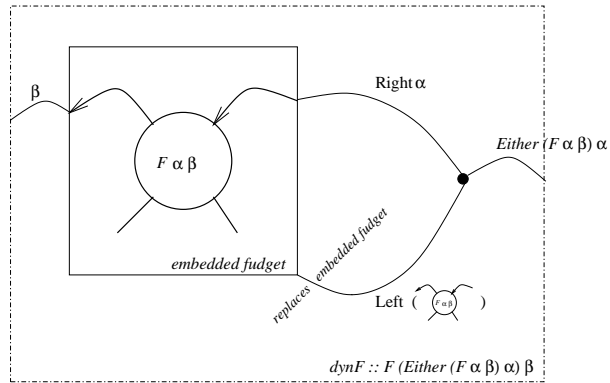 β
Right α
Either (F α β) α
F α β
embedded fudget
replaces embedded fudget
Left ( F α β )
dynF :: F (Either (F α β) α) β